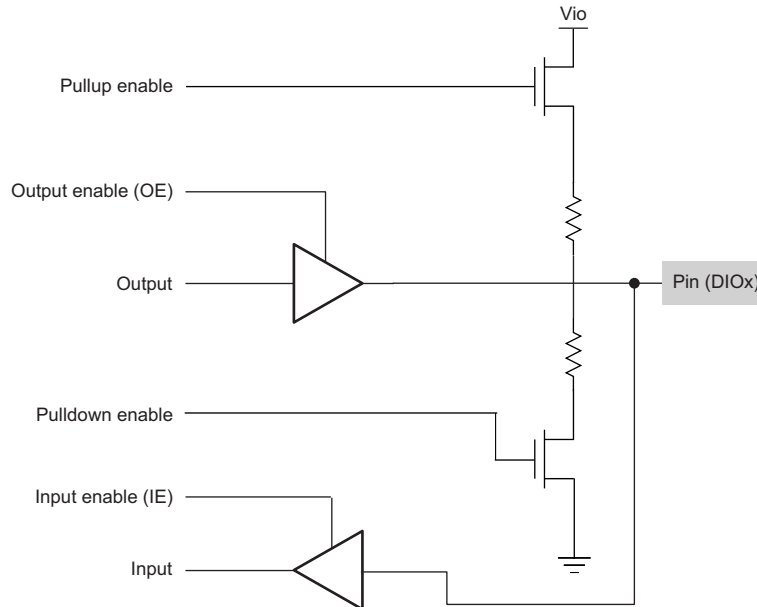 Vio
Pullup enable
Output enable (OE)
Output
Pin (DIOx)
Pulldown enable
Input enable (IE)
Input